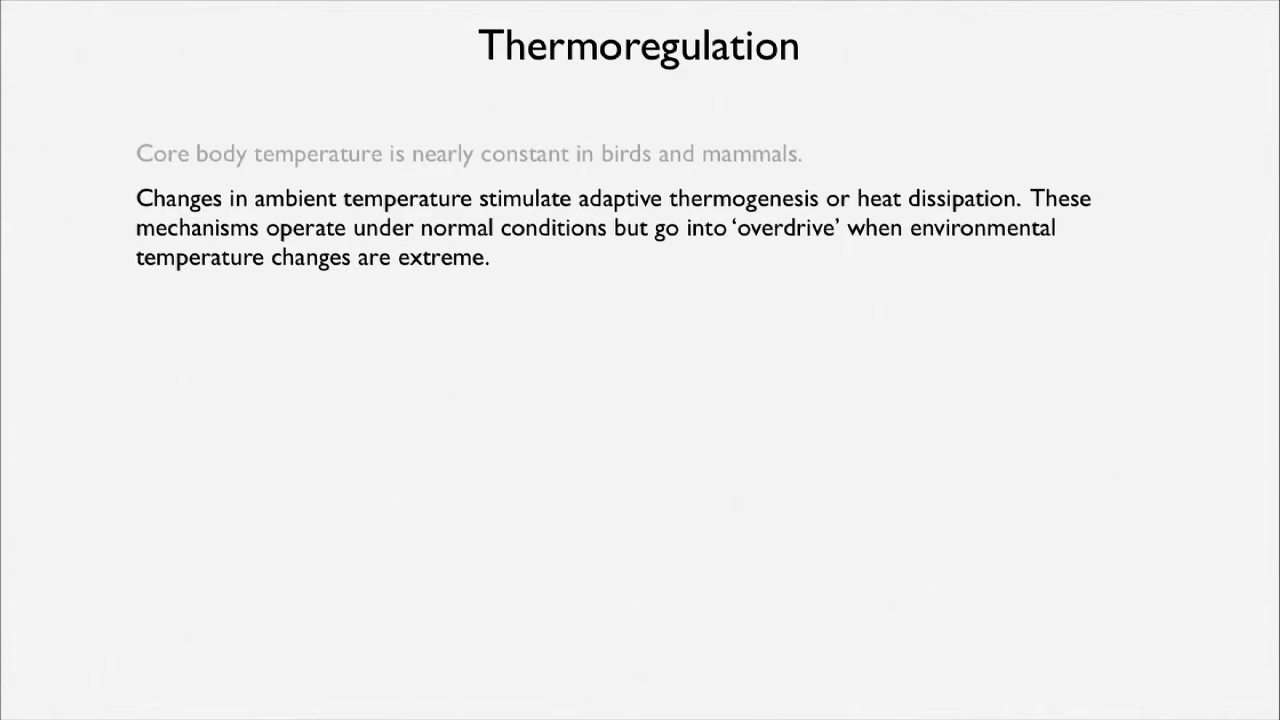 Thermoregulation
Core body temperature is nearly constant in birds and mammals.
Changes in ambient temperature stimulate adaptive thermogenesis or heat dissipation. These
mechanisms operate under normal conditions but go into ‘overdrive’ when environmental
temperature changes are extreme.